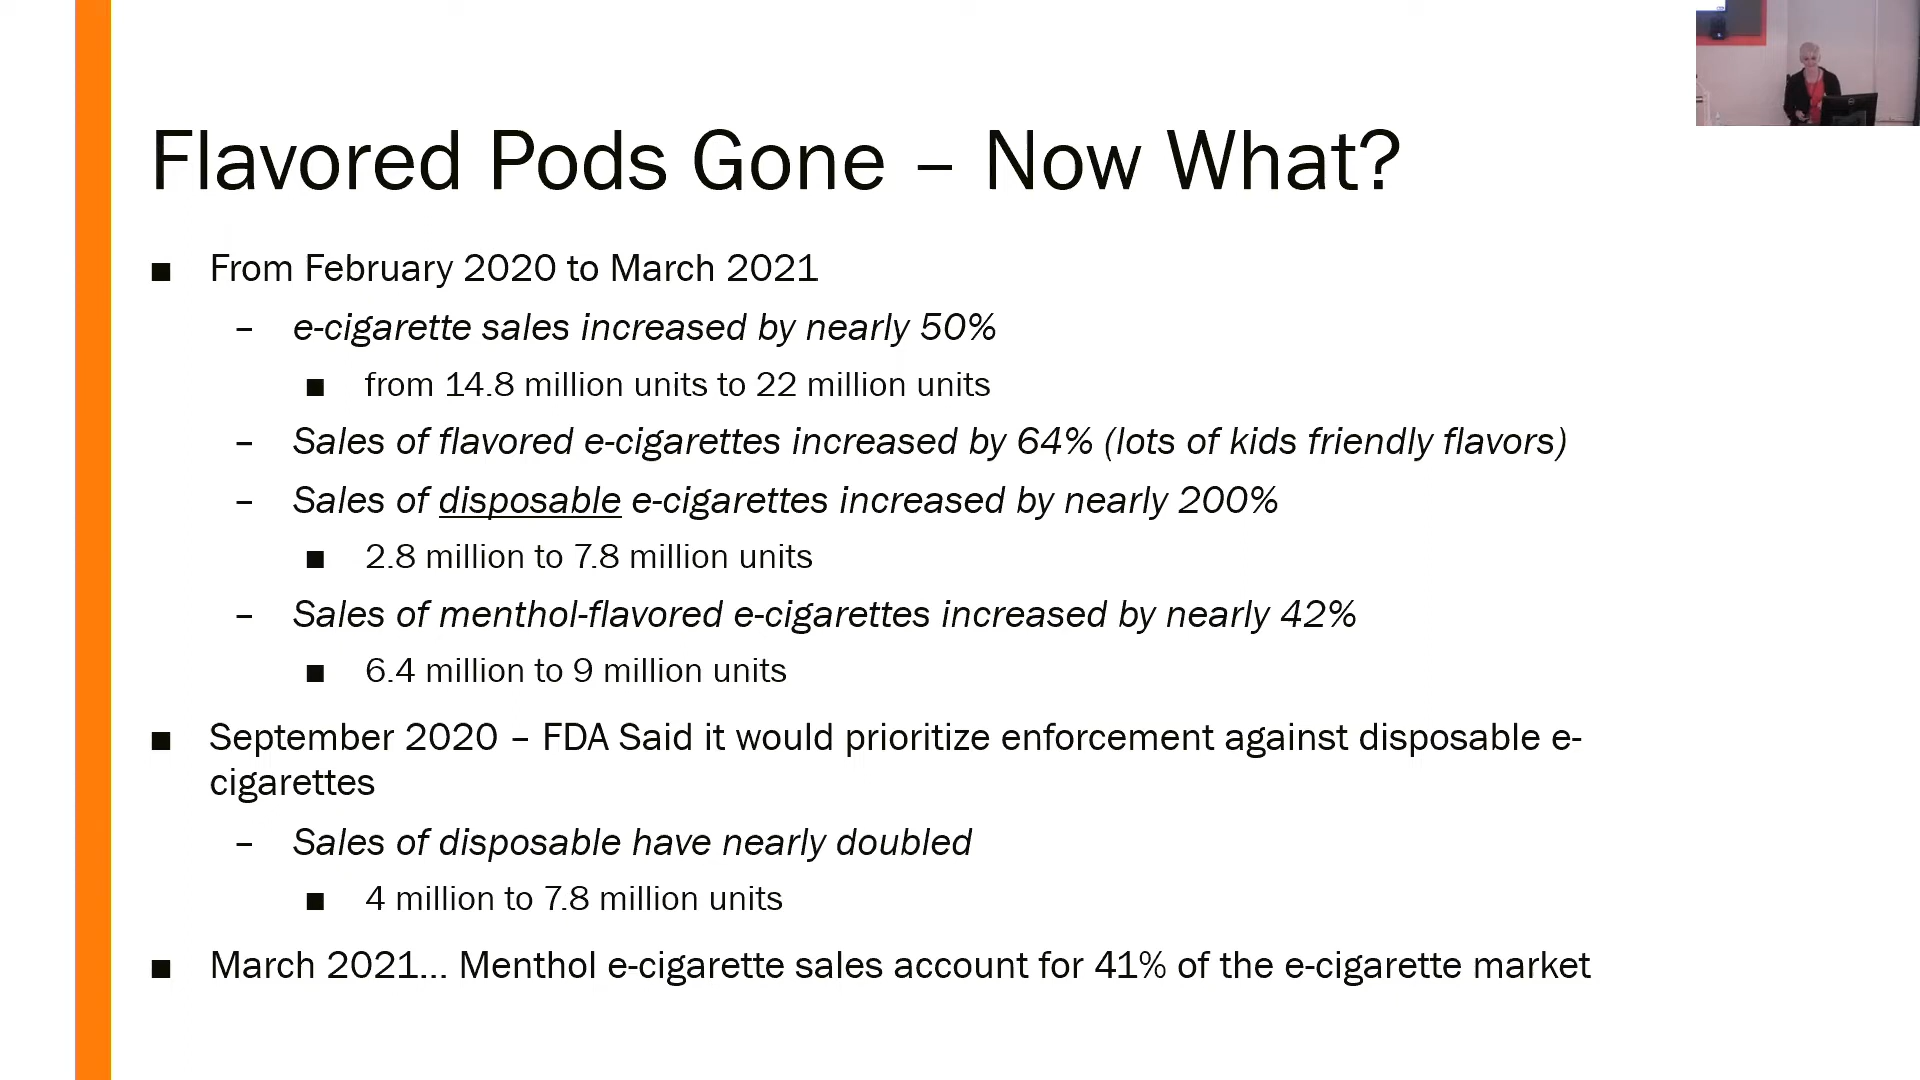 Flavored Pods Gone – Now What?
■ From February 2020 to March 2021
– e-cigarette sales increased by nearly 50%
■ from 14.8 million units to 22 million units
– Sales of flavored e-cigarettes increased by 64% (lots of kids friendly flavors)
– Sales of disposable e-cigarettes increased by nearly 200%
■ 2.8 million to 7.8 million units
– Sales of menthol-flavored e-cigarettes increased by nearly 42%
■ 6.4 million to 9 million units
■ September 2020 – FDA Said it would prioritize enforcement against disposable e-
cigarettes
– Sales of disposable have nearly doubled
■ 4 million to 7.8 million units
■ March 2021... Menthol e-cigarette sales account for 41% of the e-cigarette market